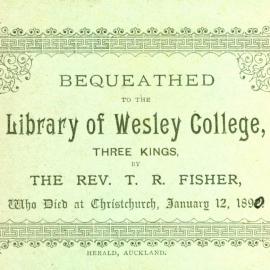 BEQUEATHED
TO THE
Library of Wesley College,
THREE KINGS,
BY
THE REV. T. R. FISHER,
Who Died at Christchurch, January 12, 1890.
HERALD, AUCKLAND.